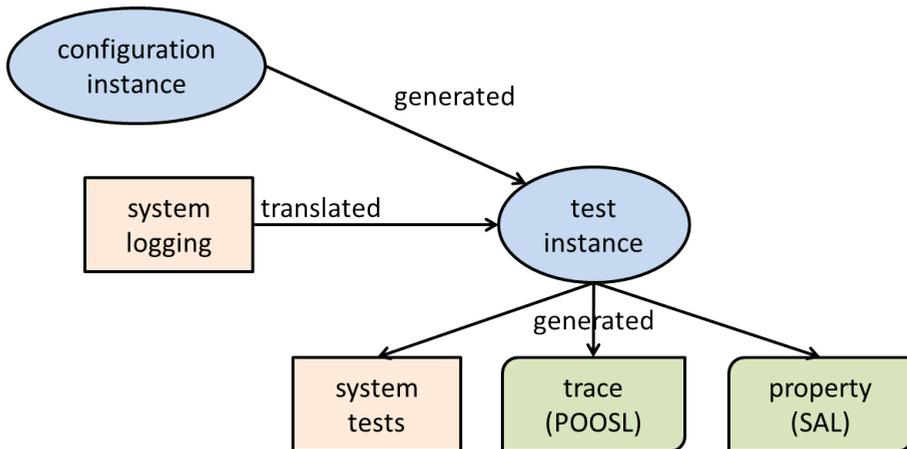 configuration
instance
generated
system
logging
translated
test
instance
generated
system
tests
trace
(POOSL)
property
(SAL)